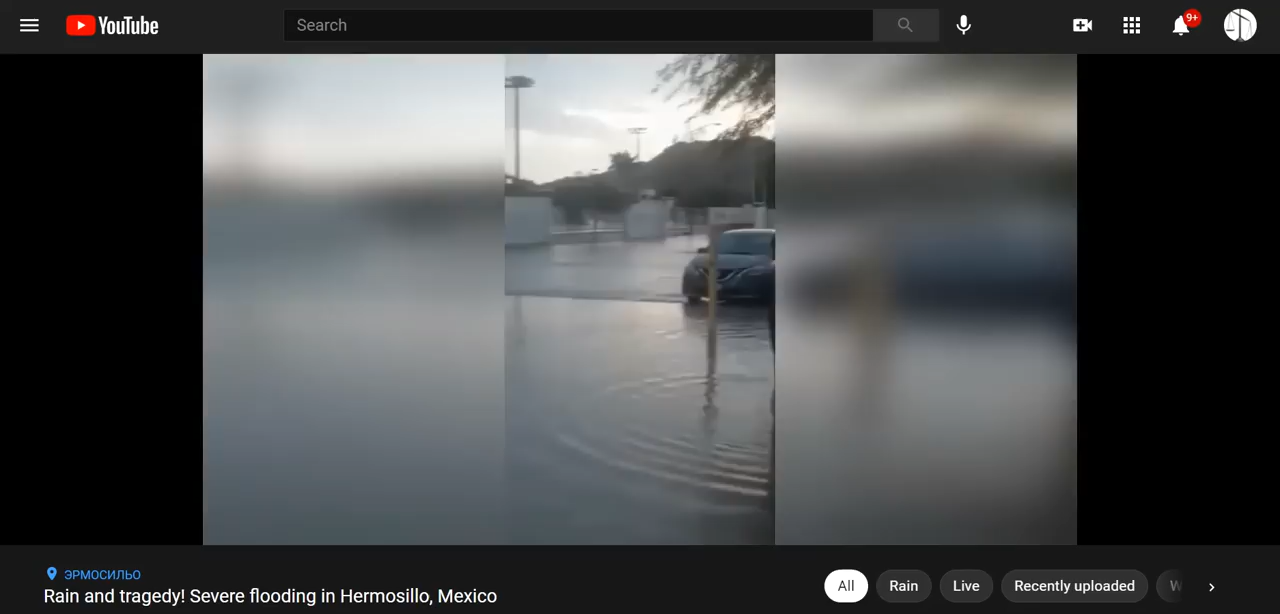 YouTube
Search
9+
ЭРМОСИЛЬО
Rain and tragedy! Severe flooding in Hermosillo, Mexico
All
Rain
Live
Recently uploaded